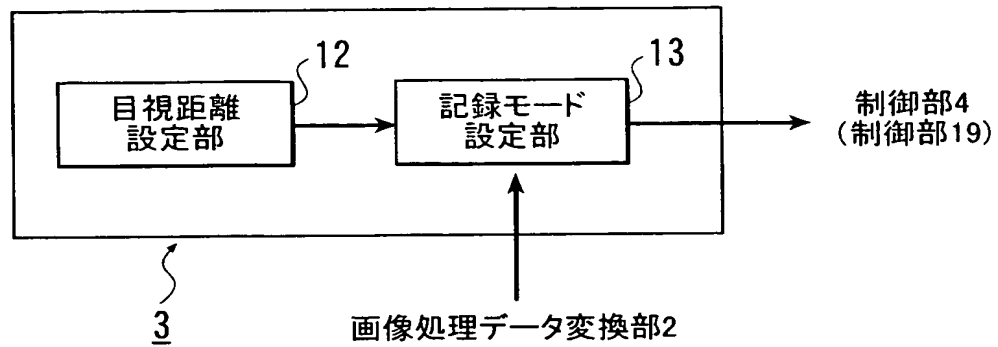 12
13
目視距離
設定部
記録モード
設定部
制御部4
(制御部19)
3
画像処理データ変換部2